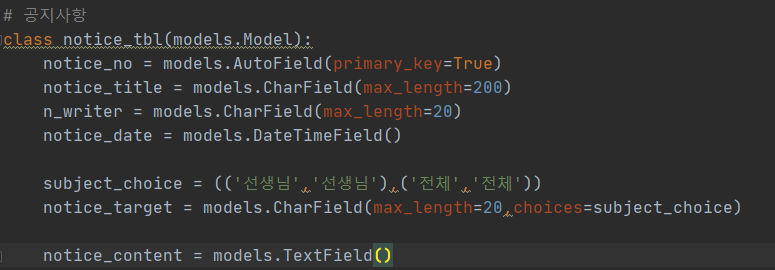 # 공지사항
class notice_tbl(models.Model):
    notice_no = models.AutoField(primary_key=True)
    notice_title = models.CharField(max_length=200)
    n_writer = models.CharField(max_length=20)
    notice_date = models.DateTimeField()

    subject_choice = (('선생님','선생님'),('전체','전체'))
    notice_target = models.CharField(max_length=20,choices=subject_choice)

    notice_content = models.TextField()